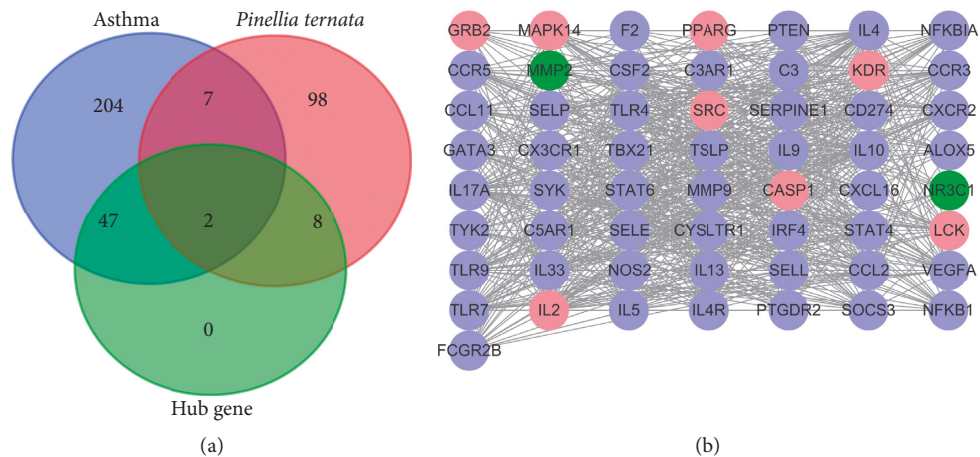 Asthma
Pinellia ternata
204
7
98
47
2
8
0
Hub gene
(a)
GRB2 MAPK14 F2 PPARG PTEN IL4 NFKBIA
CCR5 MMP2 CSF2 C3AR1 C3 KDR CCR3
CCL11 SELP TLR4 SRC SERPINE1 CD274 CXCR2
GATA3 CX3CR1 TBX21 TSLP IL9 IL10 ALOX5
IL17A SYK STAT6 MMP9 CASP1 CXCL16 NR3C1
TYK2 C5AR1 SELE CYSLTR1 IRF4 STAT4 LCK
TLR9 IL33 NOS2 IL13 SELL CCL2 VEGFA
TLR7 IL2 IL5 IL4R PTGDR2 SOCS3 NFKB1
FCGR2B
(b)